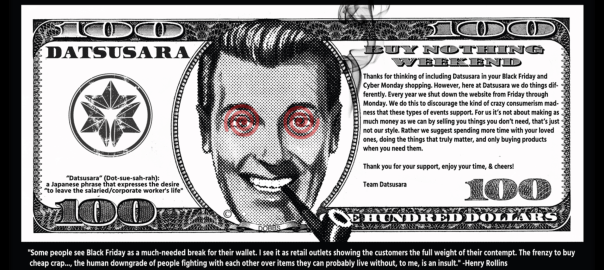 100
100
DATSUSARA
BUY NOTHING
WEEKEND
Thanks for thinking of including Datsusara in your Black Friday and
Cyber Monday shopping. However, here at Datsusara we do things dif-
ferently. Every year we shut down the website from Friday through
Monday. We do this to discourage the kind of crazy consumerism mad-
ness that these types of events support. For us it's not about making as
much money as we can by selling you things you don't need, that's just
not our style. Rather we suggest spending more time with your loved
ones, doing the things that truly matter, and only buying products
when you need them.
Thank you for your support, enjoy your time, & cheers!
Team Datsusara
"Datsusara" (Dot-sue-sah-rah):
a Japanese phrase that expresses the desire
"to leave the salaried/corporate worker's life"
100
100
©
DOBBS
E HUNDRED DOLLARS
"Some people see Black Friday as a much-needed break for their wallet. I see it as retail outlets showing the customers the full weight of their contempt. The frenzy to buy
cheap crap..., the human downgrade of people fighting with each other over items they can probably live without, to me, is an insult." -Henry Rollins